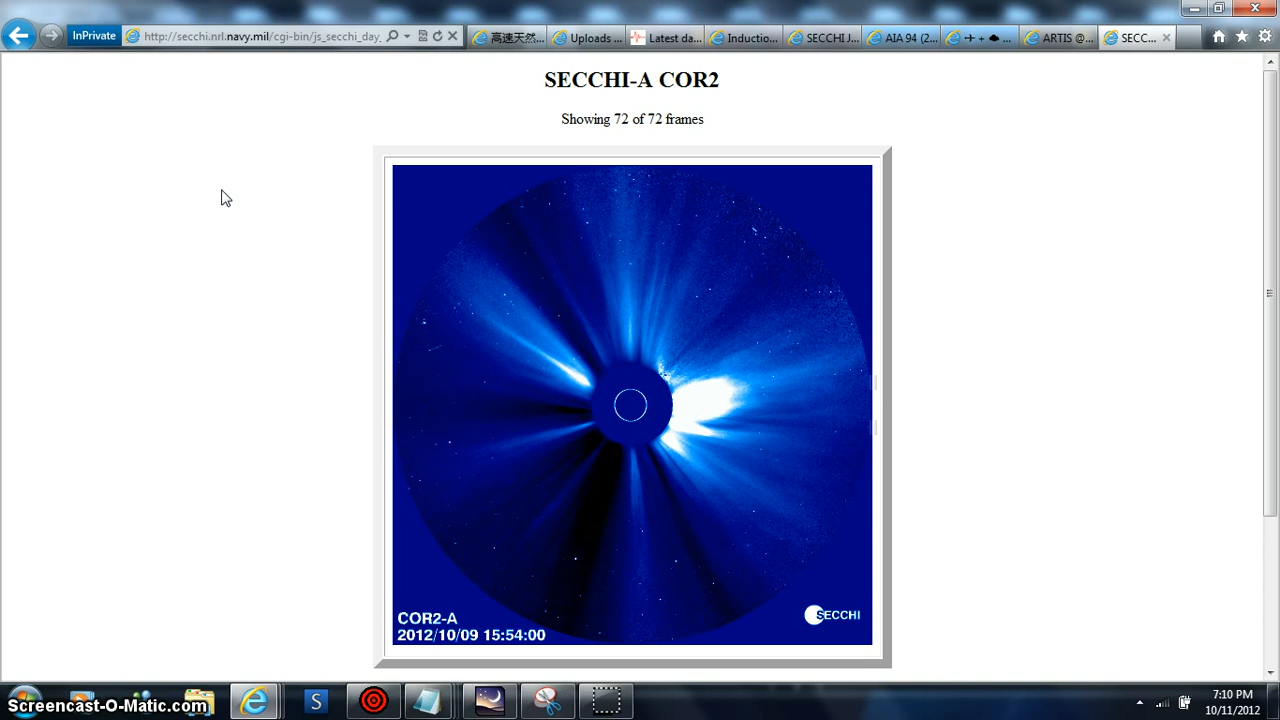 InPrivate
http://secchi.nrl.navy.mil/cgi-bin/js_secchi_day_
高速天然...
Uploads ...
Latest da...
Inductio...
SECCHI J...
AIA 94 (2...
ARTIS @...
SECC...
SECCHI-A COR2
Showing 72 of 72 frames
COR2-A
2012/10/09 15:54:00
SECCHI
S
Screencast-O-Matic.com
7:10 PM
10/11/2012